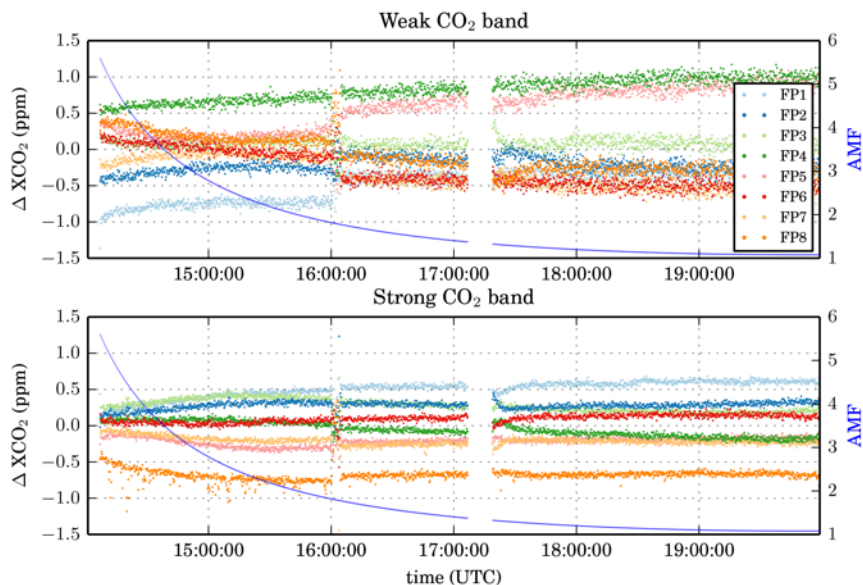 Weak CO₂ band
1.5
1.0
0.5
0.0
−0.5
−1.0
−1.5
Δ XCO₂ (ppm)
6
5
4
3
2
1
AMF
FP1
FP2
FP3
FP4
FP5
FP6
FP7
FP8
15:00:00 16:00:00 17:00:00 18:00:00 19:00:00
Strong CO₂ band
1.5
1.0
0.5
0.0
−0.5
−1.0
−1.5
Δ XCO₂ (ppm)
6
5
4
3
2
1
AMF
15:00:00 16:00:00 17:00:00 18:00:00 19:00:00
time (UTC)